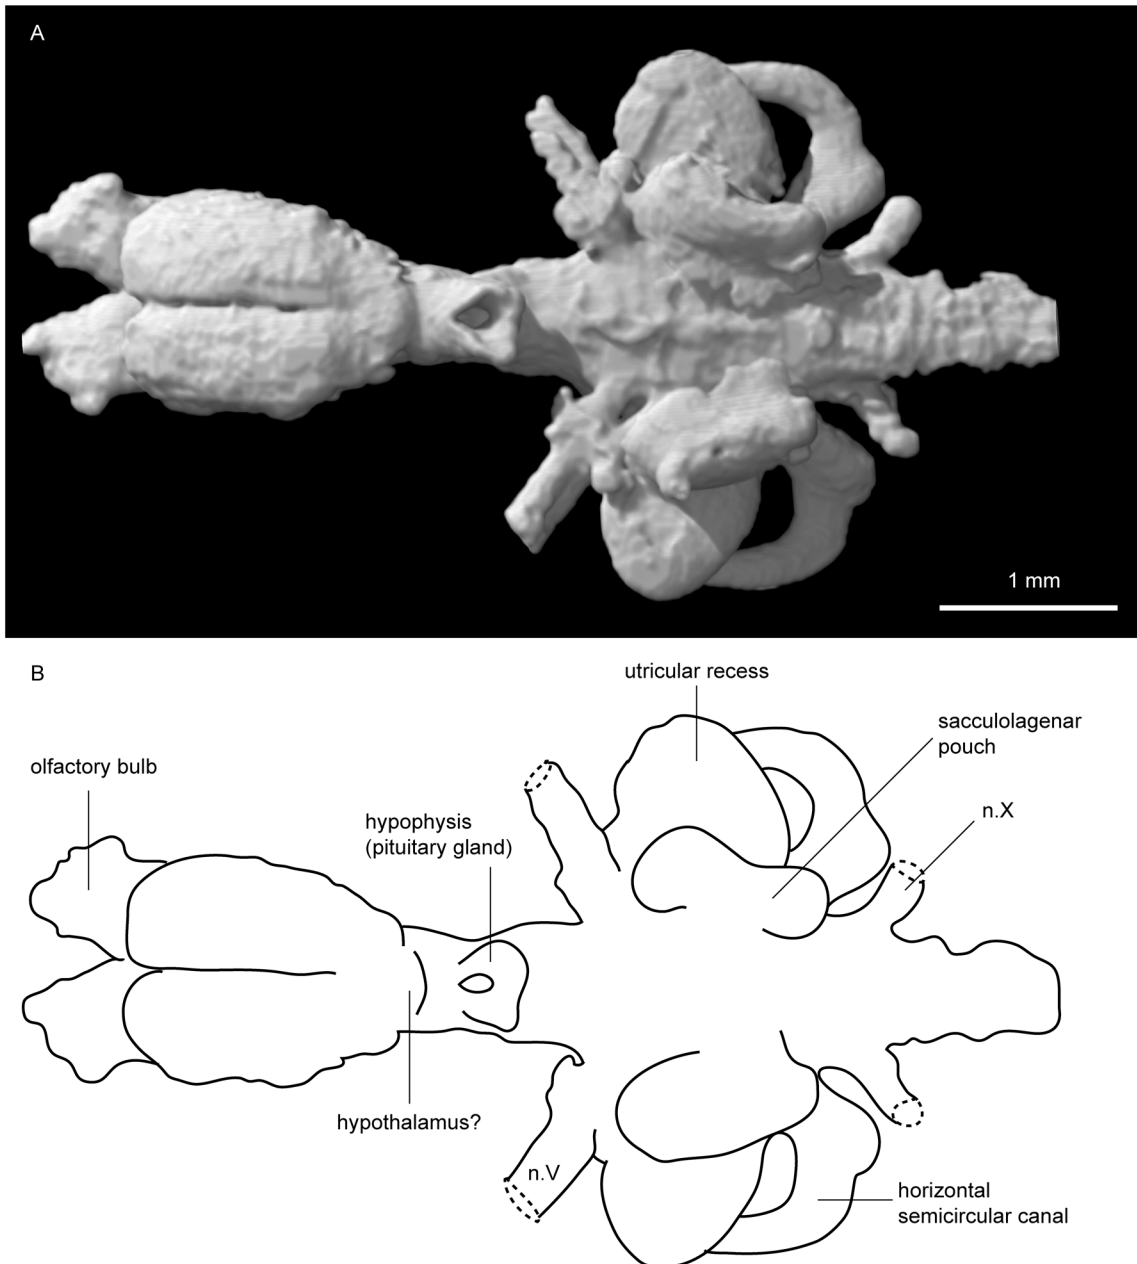 A
1 mm
B
utricular recess
sacculolagenar
pouch
olfactory bulb
n.X
hypophysis
(pituitary gland)
hypothalamus?
n.V
horizontal
semicircular canal